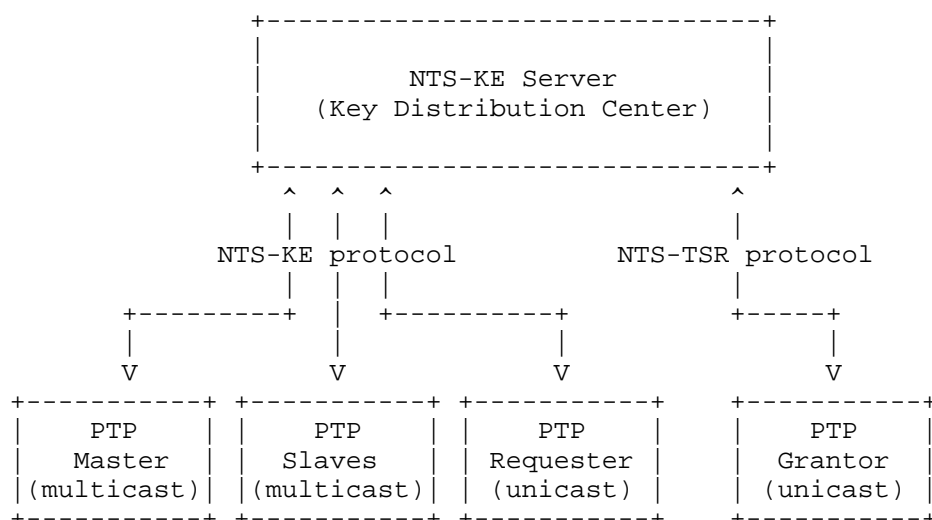 NTS-KE Server
(Key Distribution Center)
NTS-KE protocol NTS-TSR protocol
V V V V
PTP PTP PTP PTP
Master Slaves Requester Grantor
(multicast) (multicast) (unicast) (unicast)